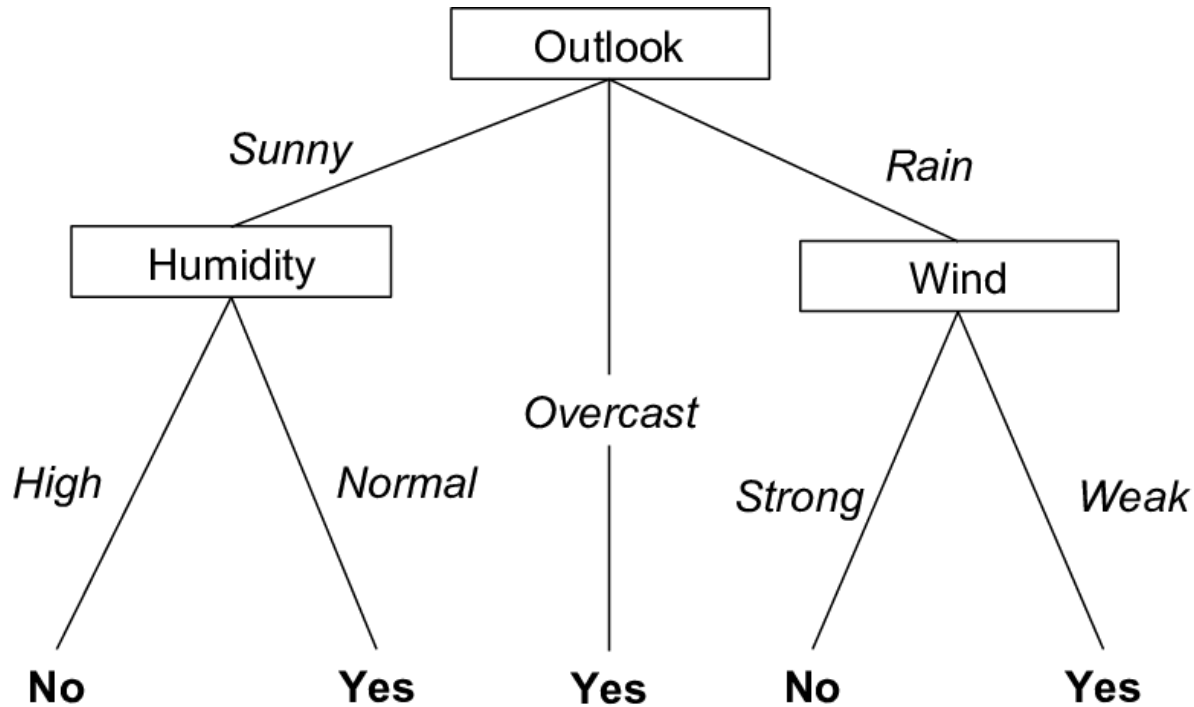 Outlook
Sunny
Rain
Humidity
Wind
Overcast
High
Normal
Strong
Weak
No
Yes
Yes
No
Yes